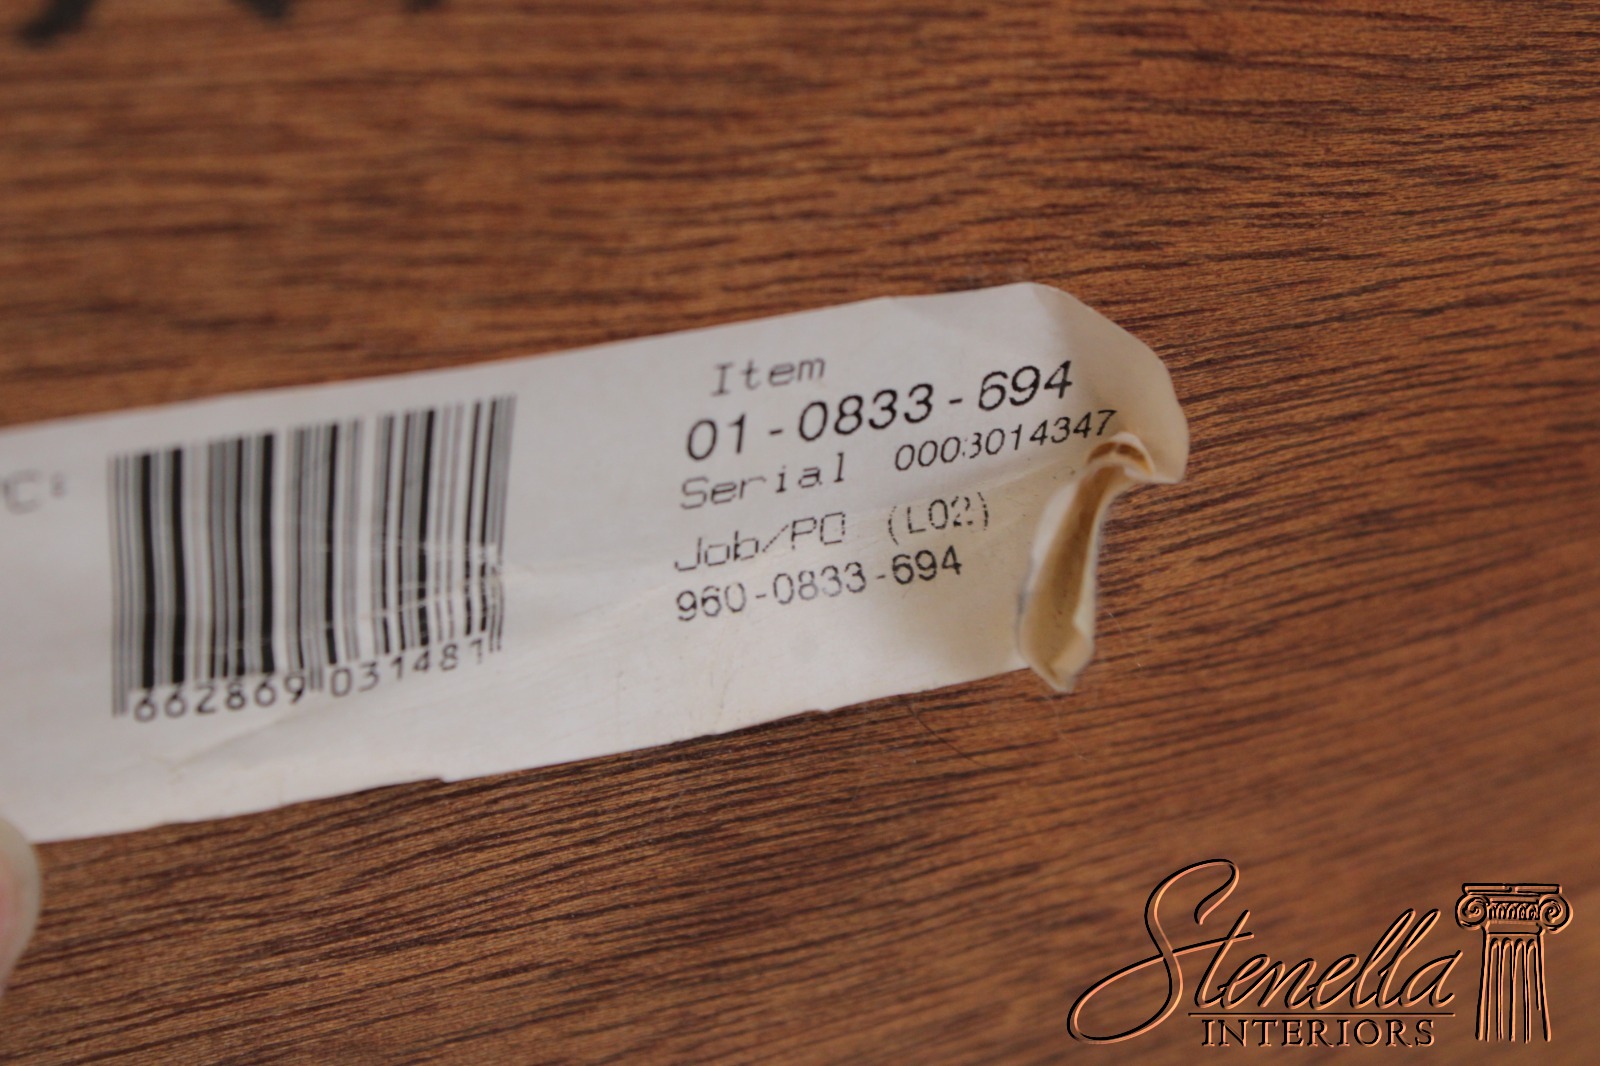 Item
01-0833-694
Serial 0003014347
Job/PO (L02)
960-0833-694
C:
662869 031481
Stenella
INTERIORS